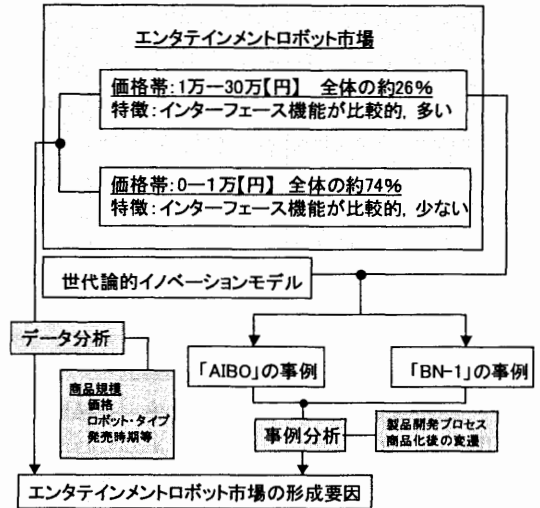 エンタテインメントロボット市場
価格帯:1万ー30万【円】 全体の約26%
特徴:インターフェース機能が比較的, 多い
価格帯:0ー1万【円】 全体の約74%
特徴:インターフェース機能が比較的, 少ない
世代論的イノベーションモデル
データ分析
商品規模
価格
ロボット・タイプ
発売時期等
「AIBO」の事例
「BN-1」の事例
事例分析
製品開発プロセス
商品化後の変遷
エンタテインメントロボット市場の形成要因